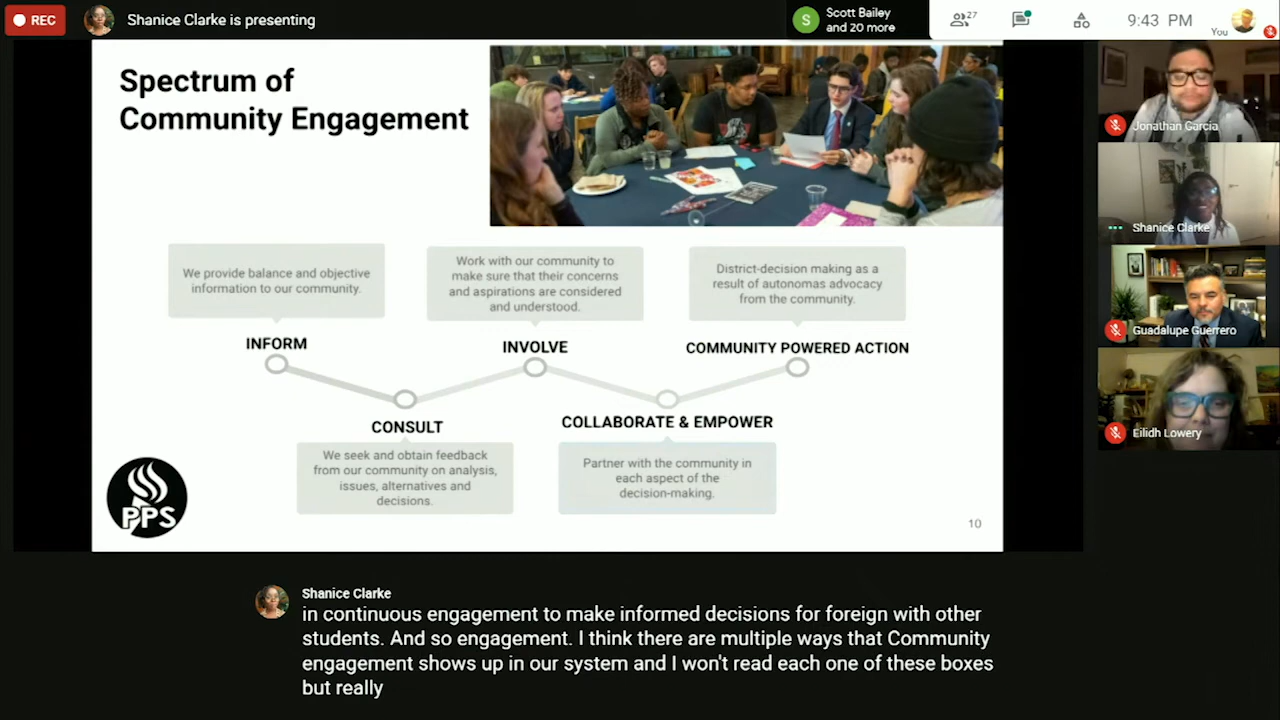 REC
Shanice Clarke is presenting
S
Scott Bailey
and 20 more
27
9:43 PM
You
Spectrum of
Community Engagement
We provide balance and objective
information to our community.
INFORM
Work with our community to
make sure that their concerns
and aspirations are considered
and understood.
INVOLVE
District-decision making as a
result of autonomas advocacy
from the community.
COMMUNITY POWERED ACTION
CONSULT
We seek and obtain feedback
from our community on analysis,
issues, alternatives and
decisions.
COLLABORATE & EMPOWER
Partner with the community in
each aspect of the
decision-making.
PPS
10
Jonathan Garcia
Shanice Clarke
Guadalupe Guerrero
Eilidh Lowery
Shanice Clarke
in continuous engagement to make informed decisions for foreign with other
students. And so engagement. I think there are multiple ways that Community
engagement shows up in our system and I won't read each one of these boxes
but really